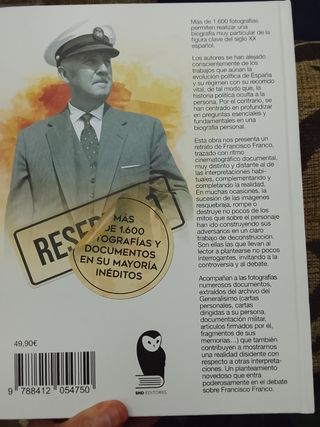 Más de 1.600 fotografías
permiten realizar una
biografía muy particular de la
figura clave del siglo XX
español.
Los autores se han alejado
conscientemente de los
trabajos que aúnan la
evolución política de España
y su régimen con su recorrido
vital, de tal modo que, la
historia política oculta a la
persona. Por el contrario, se
han centrado en profundizar
en preguntas esenciales y
fundamentales en una
biografía personal.
Esta obra nos presenta un
retrato de Francisco Franco,
trazado con ritmo
cinematográfico documental,
muy distinto y distante al de
las interpretaciones habi-
tuales, complementando y
completando la realidad.
En muchas ocasiones, la
sucesión de las imágenes
resquebraja, rompe o
destruye no pocos de los
mitos que sobre el personaje
han ido construyendo sus
adversarios en un claro
trabajo de deconstrucción.
Son ellas las que llevan al
lector a plantearse no pocos
interrogantes, invitando a la
controversia y al debate.
Acompañan a las fotografías
numerosos documentos,
extraídos del archivo del
Generalísimo (cartas
personales, cartas
dirigidas a su persona,
documentación militar,
artículos firmados por él,
fragmentos de sus
memorias...) que también
contribuyen a mostrarnos
una realidad disidente con
respecto a otras interpreta-
ciones. Un planteamiento
novedoso que entra
poderosamente en el debate
sobre Francisco Franco.
MÁS
DE 1.600
FOTOGRAFÍAS Y
DOCUMENTOS
EN SU MAYORÍA
INÉDITOS
49,90€
9 788412 054750
SND EDITORES